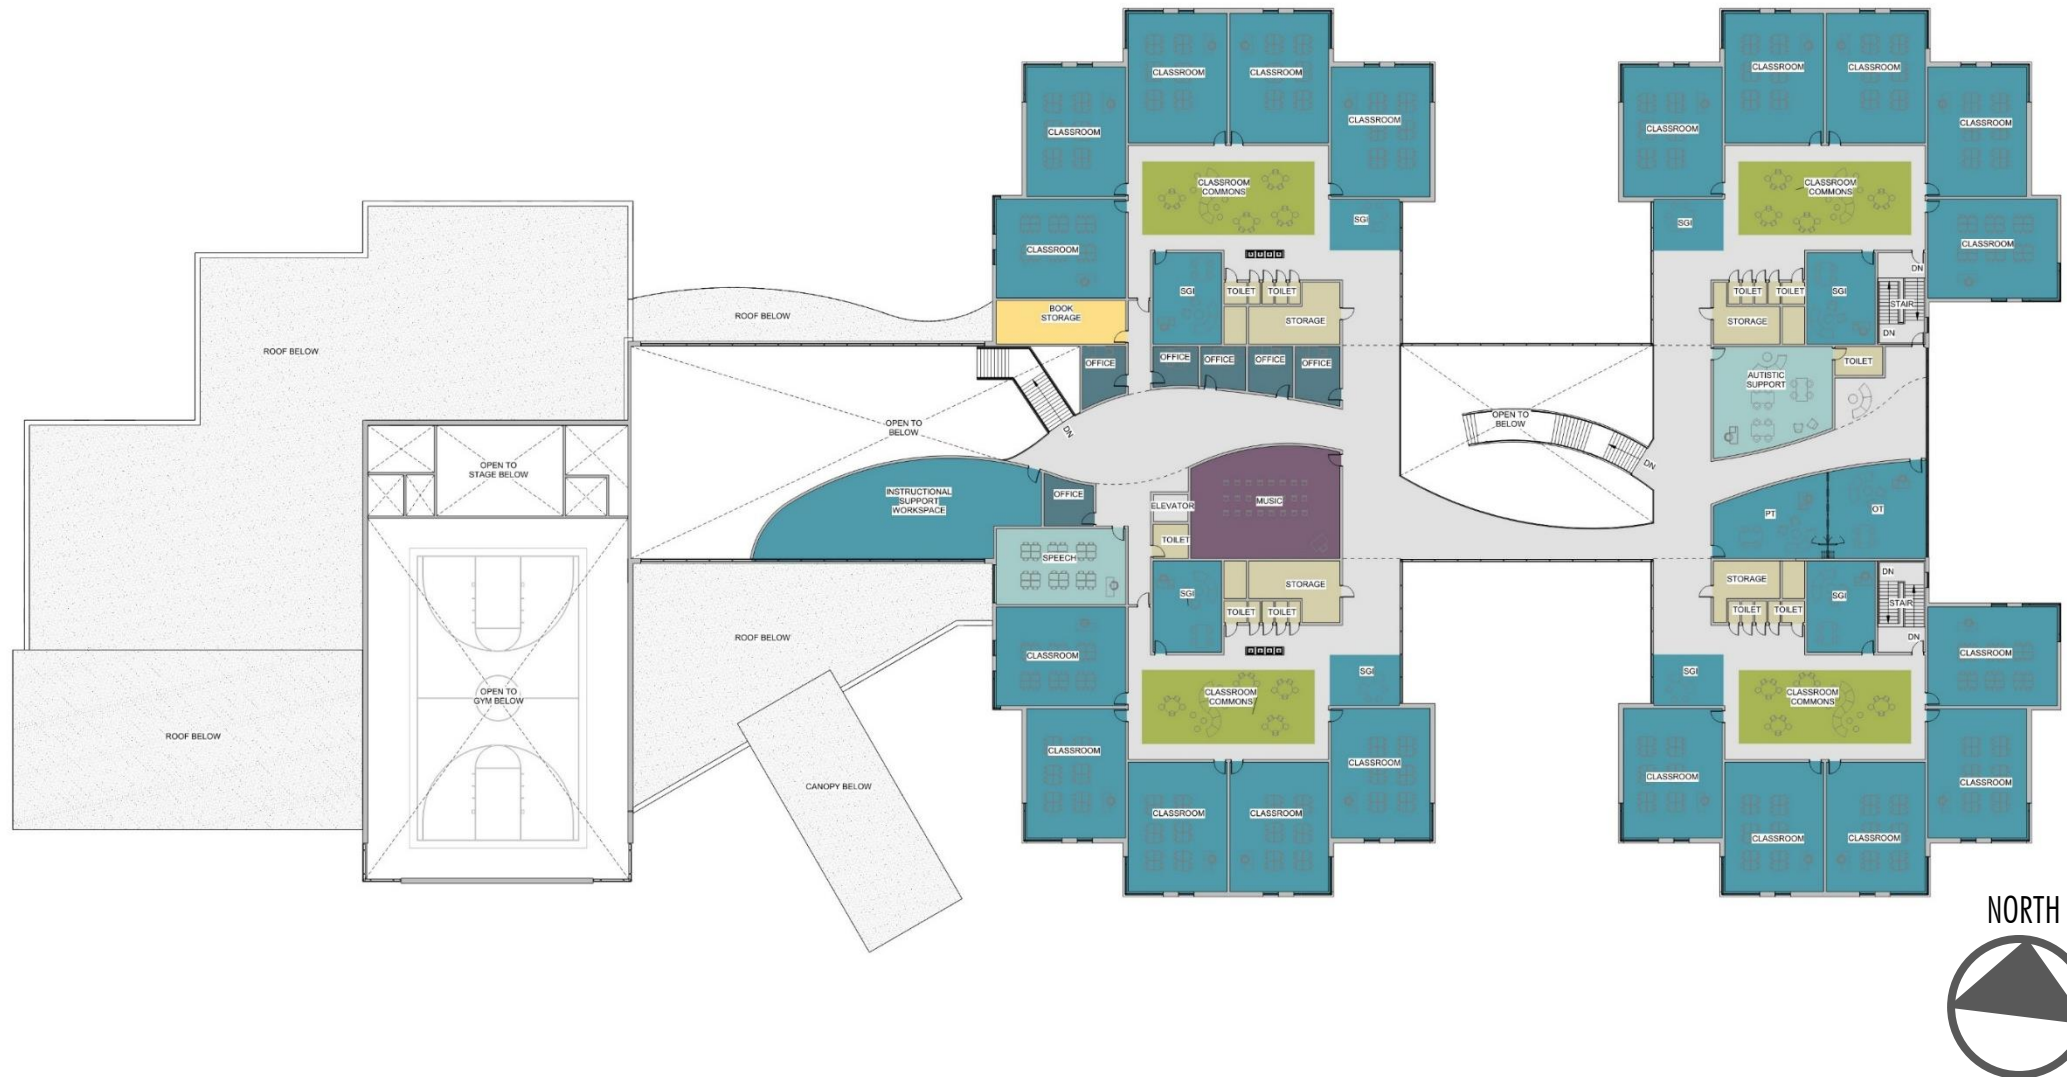 CLASSROOM
CLASSROOM
CLASSROOM
CLASSROOM
CLASSROOM
COMMONS
SGI
CLASSROOM
SGI
TOILET
TOILET
STORAGE
BOOK
STORAGE
OFFICE
OFFICE
OFFICE
OFFICE
OFFICE
CLASSROOM
CLASSROOM
CLASSROOM
CLASSROOM
CLASSROOM
COMMONS
SGI
CLASSROOM
DN
TOILET
TOILET
SGI
STAIR
STORAGE
DN
TOILET
AUTISTIC
SUPPORT
ROOF BELOW
ROOF BELOW
OPEN TO
BELOW
DN
OPEN TO
BELOW
DN
OPEN TO
STAGE BELOW
INSTRUCTIONAL
SUPPORT
WORKSPACE
OFFICE
ELEVATOR
MUSIC
TOILET
PT
OT
SPEECH
SGI
STORAGE
TOILET
TOILET
CLASSROOM
SGI
CLASSROOM
COMMONS
CLASSROOM
CLASSROOM
CLASSROOM
CLASSROOM
STORAGE
DN
SGI
STAIR
TOILET
TOILET
DN
CLASSROOM
SGI
CLASSROOM
COMMONS
CLASSROOM
CLASSROOM
CLASSROOM
CLASSROOM
ROOF BELOW
OPEN TO
GYM BELOW
ROOF BELOW
CANOPY BELOW
NORTH